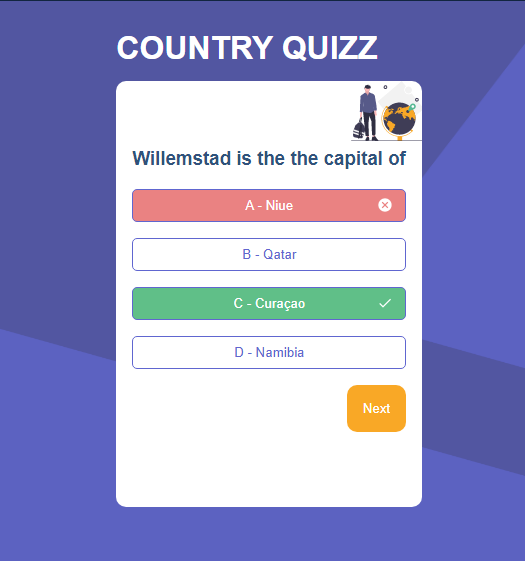 COUNTRY QUIZZ
Willemstad is the the capital of
A - Niue
B - Qatar
C - Curaçao
D - Namibia
Next